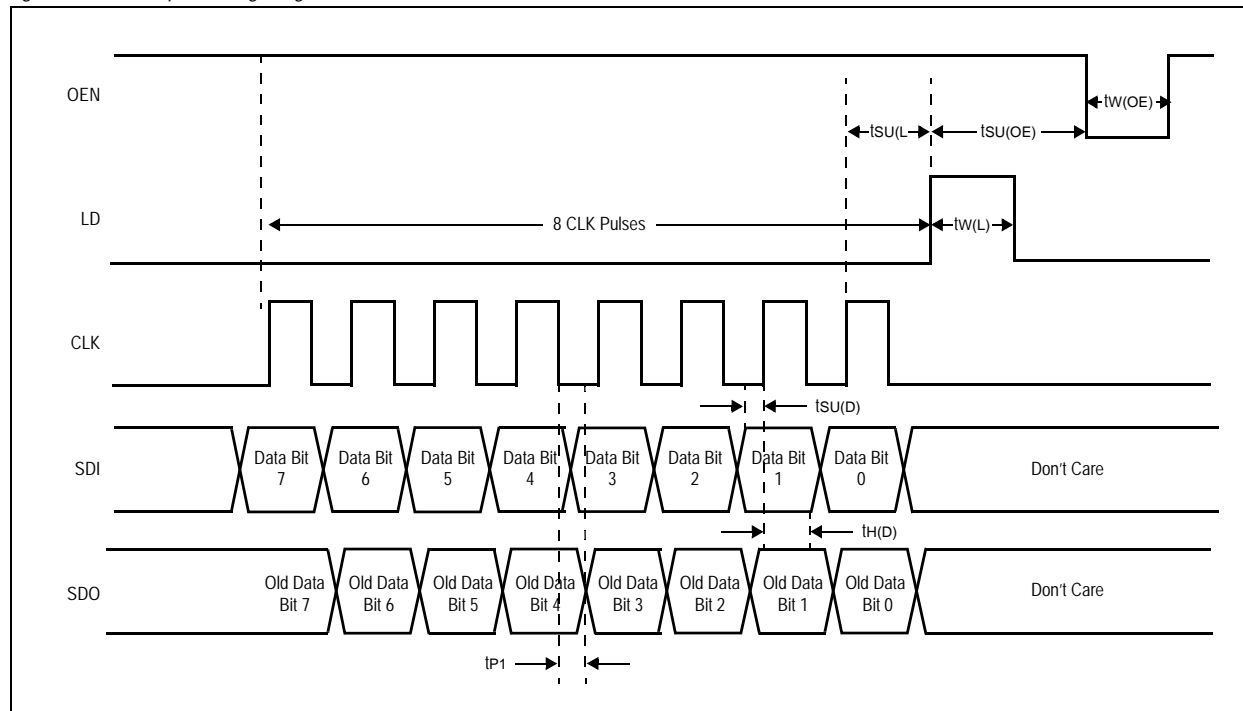 OEN
tW(OE)
tSU(L
tSU(OE)
LD
8 CLK Pulses
tW(L)
CLK
tSU(D)
SDI
Data Bit
7
Data Bit
6
Data Bit
5
Data Bit
4
Data Bit
3
Data Bit
2
Data Bit
1
Data Bit
0
Don't Care
tH(D)
SDO
Old Data
Bit 7
Old Data
Bit 6
Old Data
Bit 5
Old Data
Bit 4
Old Data
Bit 3
Old Data
Bit 2
Old Data
Bit 1
Old Data
Bit 0
Don't Care
tP1